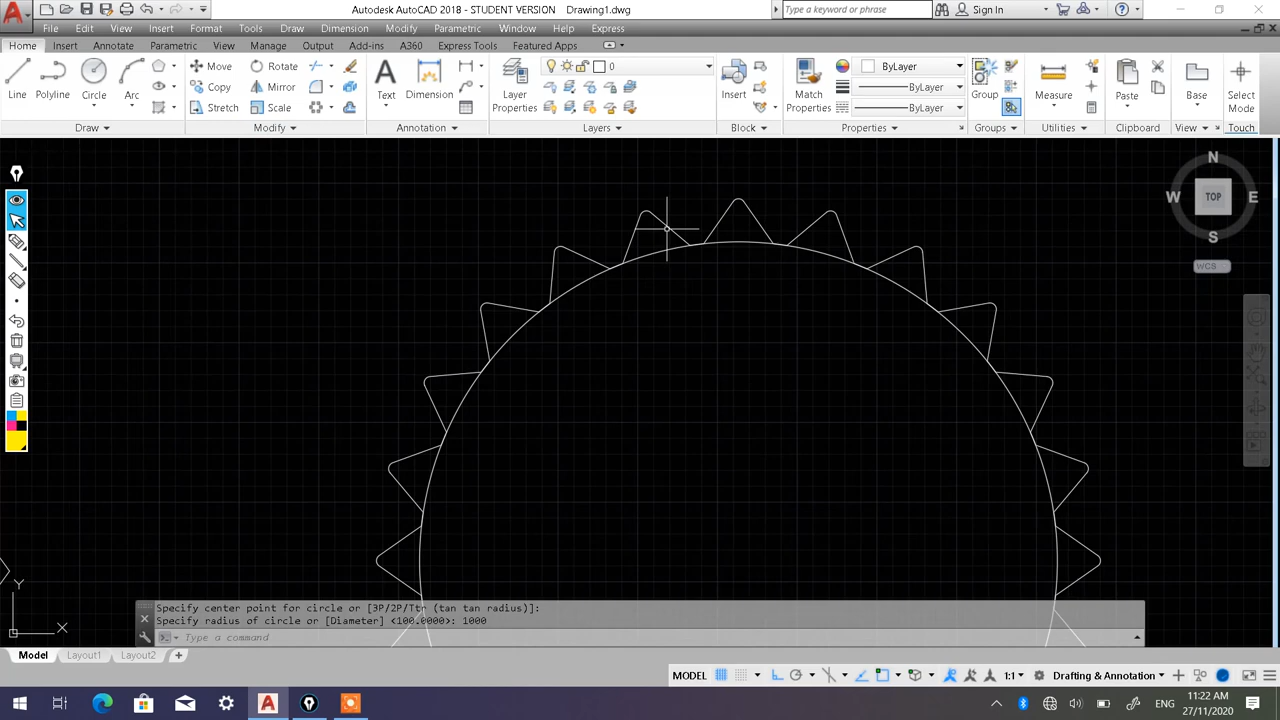 Autodesk AutoCAD 2018 - STUDENT VERSION Drawing1.dwg
Type a keyword or phrase
Sign In
File Edit View Insert Format Tools Draw Dimension Modify Parametric Window Help Express
Home Insert Annotate Parametric View Manage Output Add-ins A360 Express Tools Featured Apps
Line
Polyline
Circle
Arc
Move
Rotate
Copy
Mirror
Stretch
Scale
Text
Dimension
Layer
Properties
0
Insert
Match
Properties
ByLayer
ByLayer
ByLayer
Group
Measure
Paste
Base
Select
Mode
Draw
Modify
Annotation
Layers
Block
Properties
Groups
Utilities
Clipboard
View
Touch
N
W
TOP
E
S
WCS
Y
X
Specify center point for circle or [3P/2P/Ttr (tan tan radius)]:
Specify radius of circle or [Diameter] <100.0000>: 1000
Type a command
Model Layout1 Layout2
MODEL
1:1
Drafting & Annotation
A
ENG
11:22 AM
27/11/2020